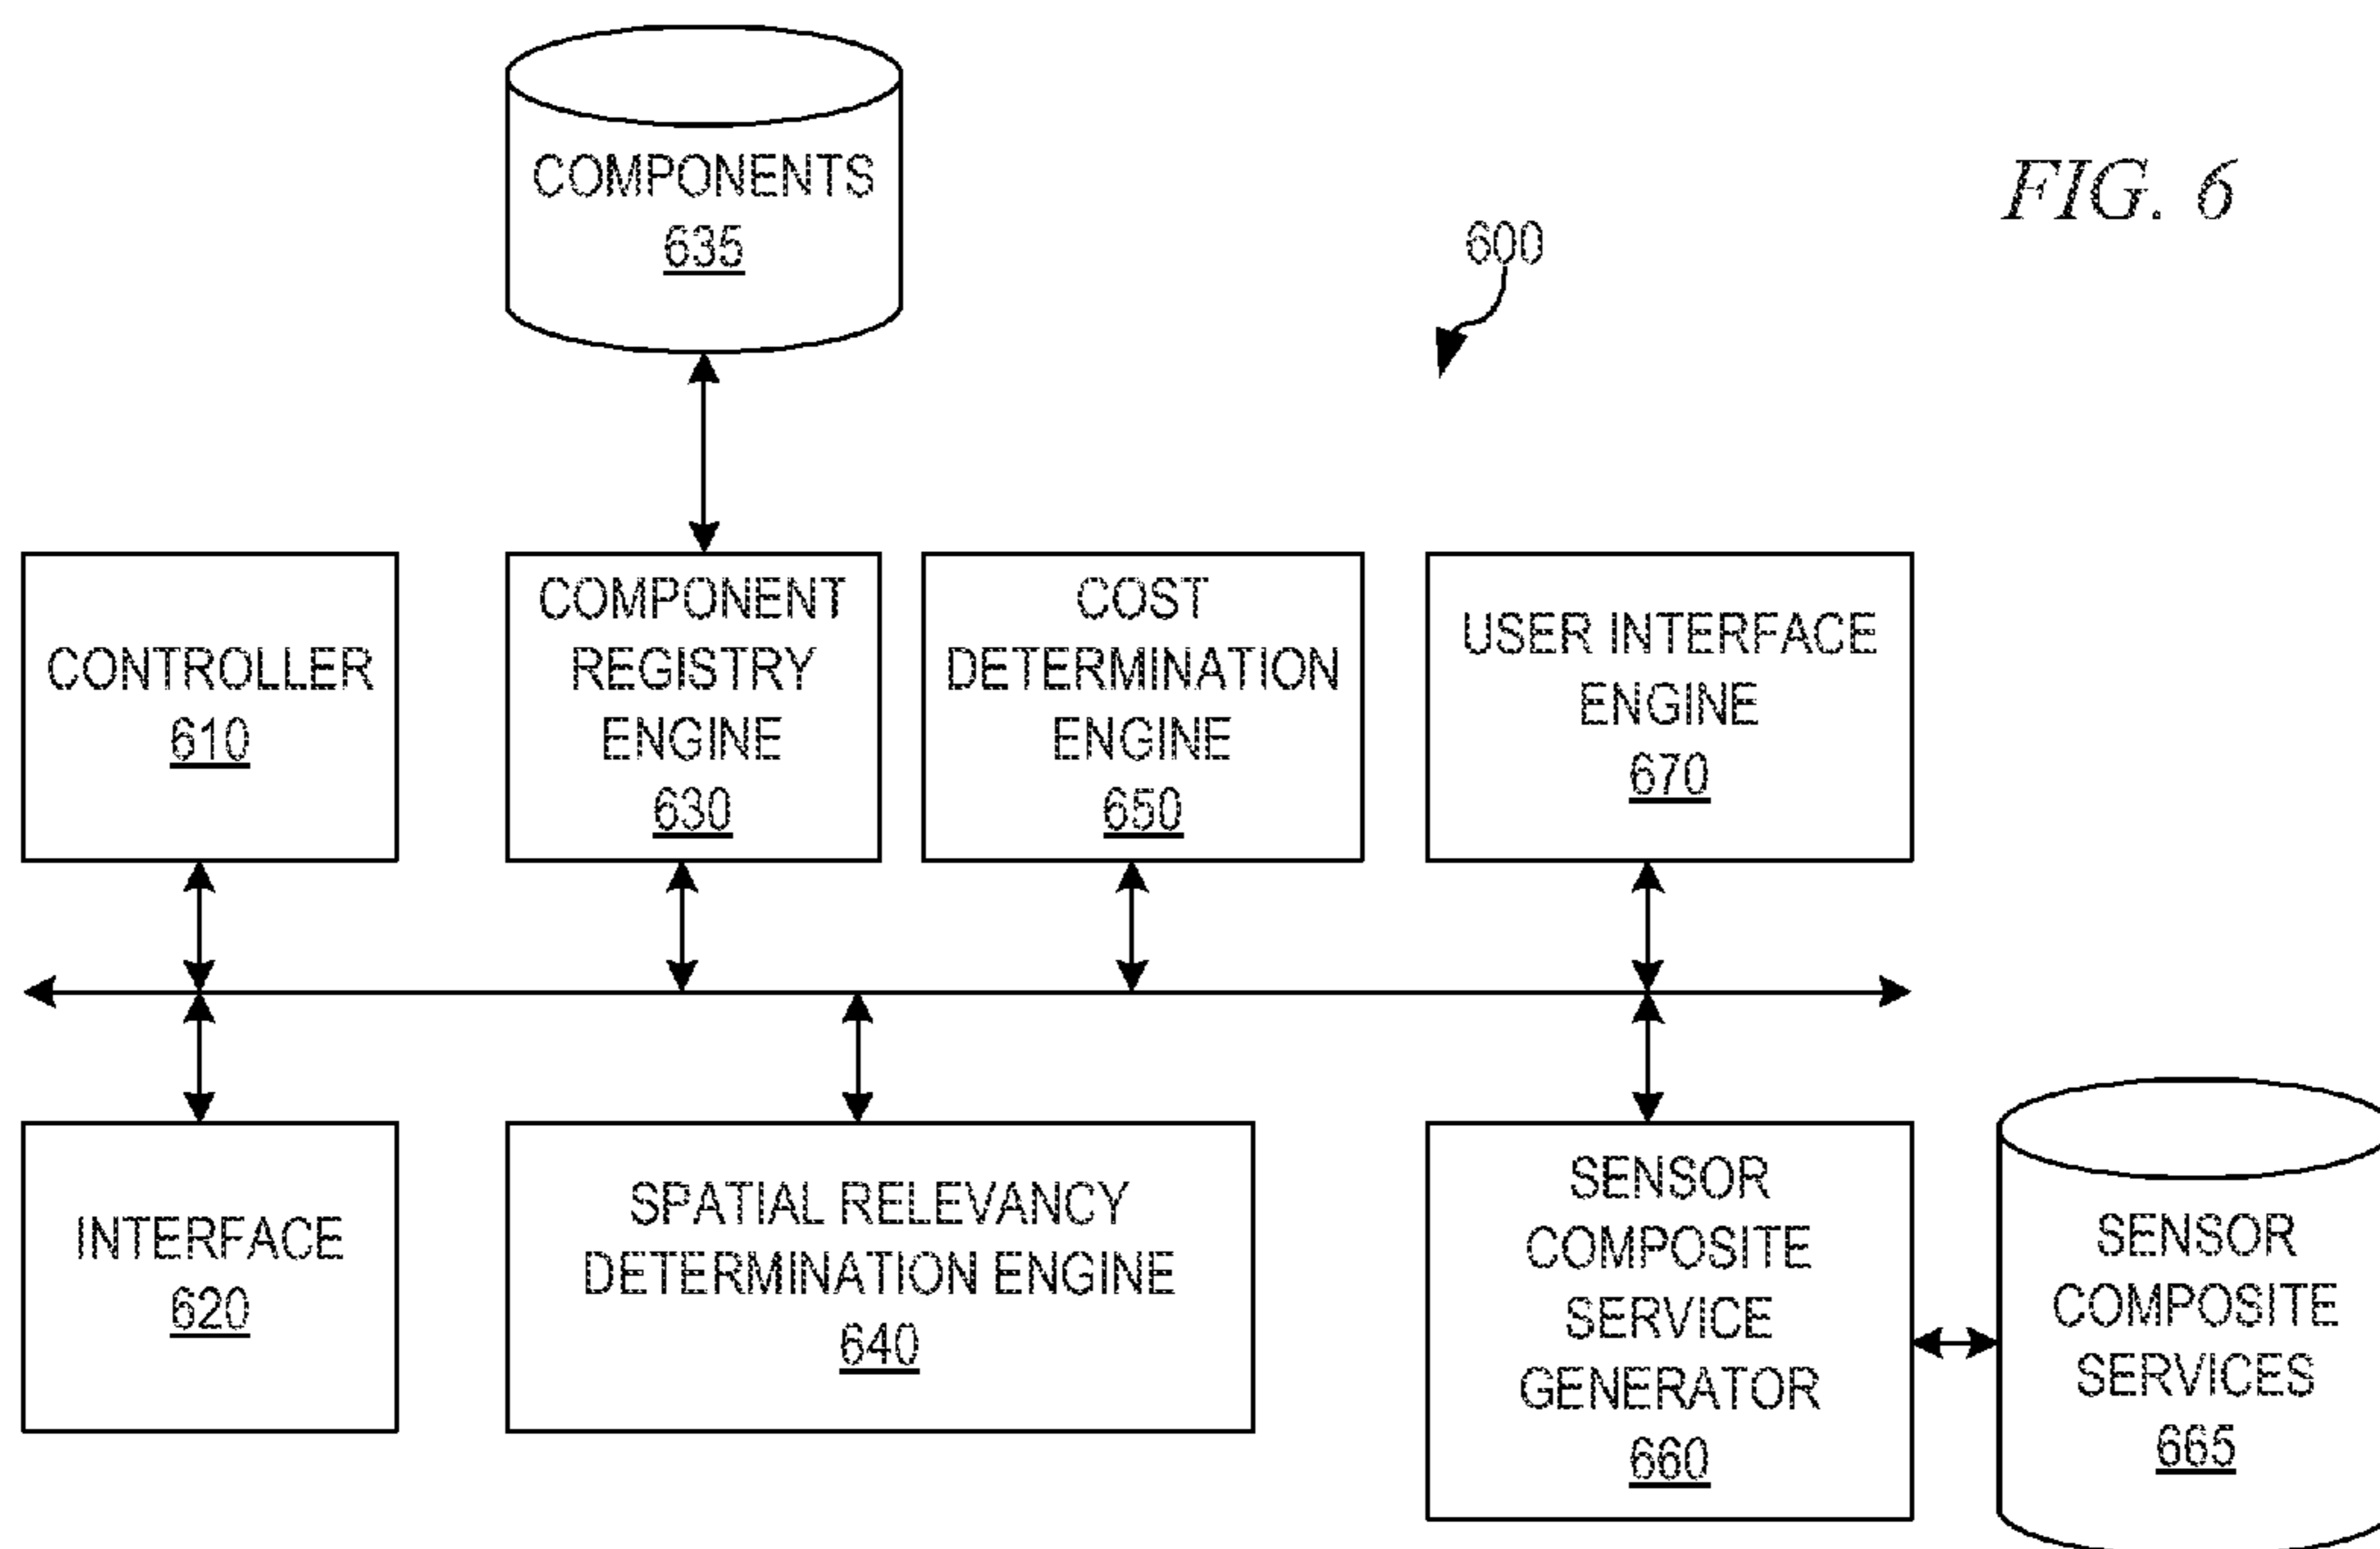 COMPONENTS
635
FIG. 6
600
CONTROLLER
610
COMPONENT
REGISTRY
ENGINE
630
COST
DETERMINATION
ENGINE
650
USER INTERFACE
ENGINE
670
INTERFACE
620
SPATIAL RELEVANCY
DETERMINATION ENGINE
640
SENSOR
COMPOSITE
SERVICE
GENERATOR
660
SENSOR
COMPOSITE
SERVICES
665